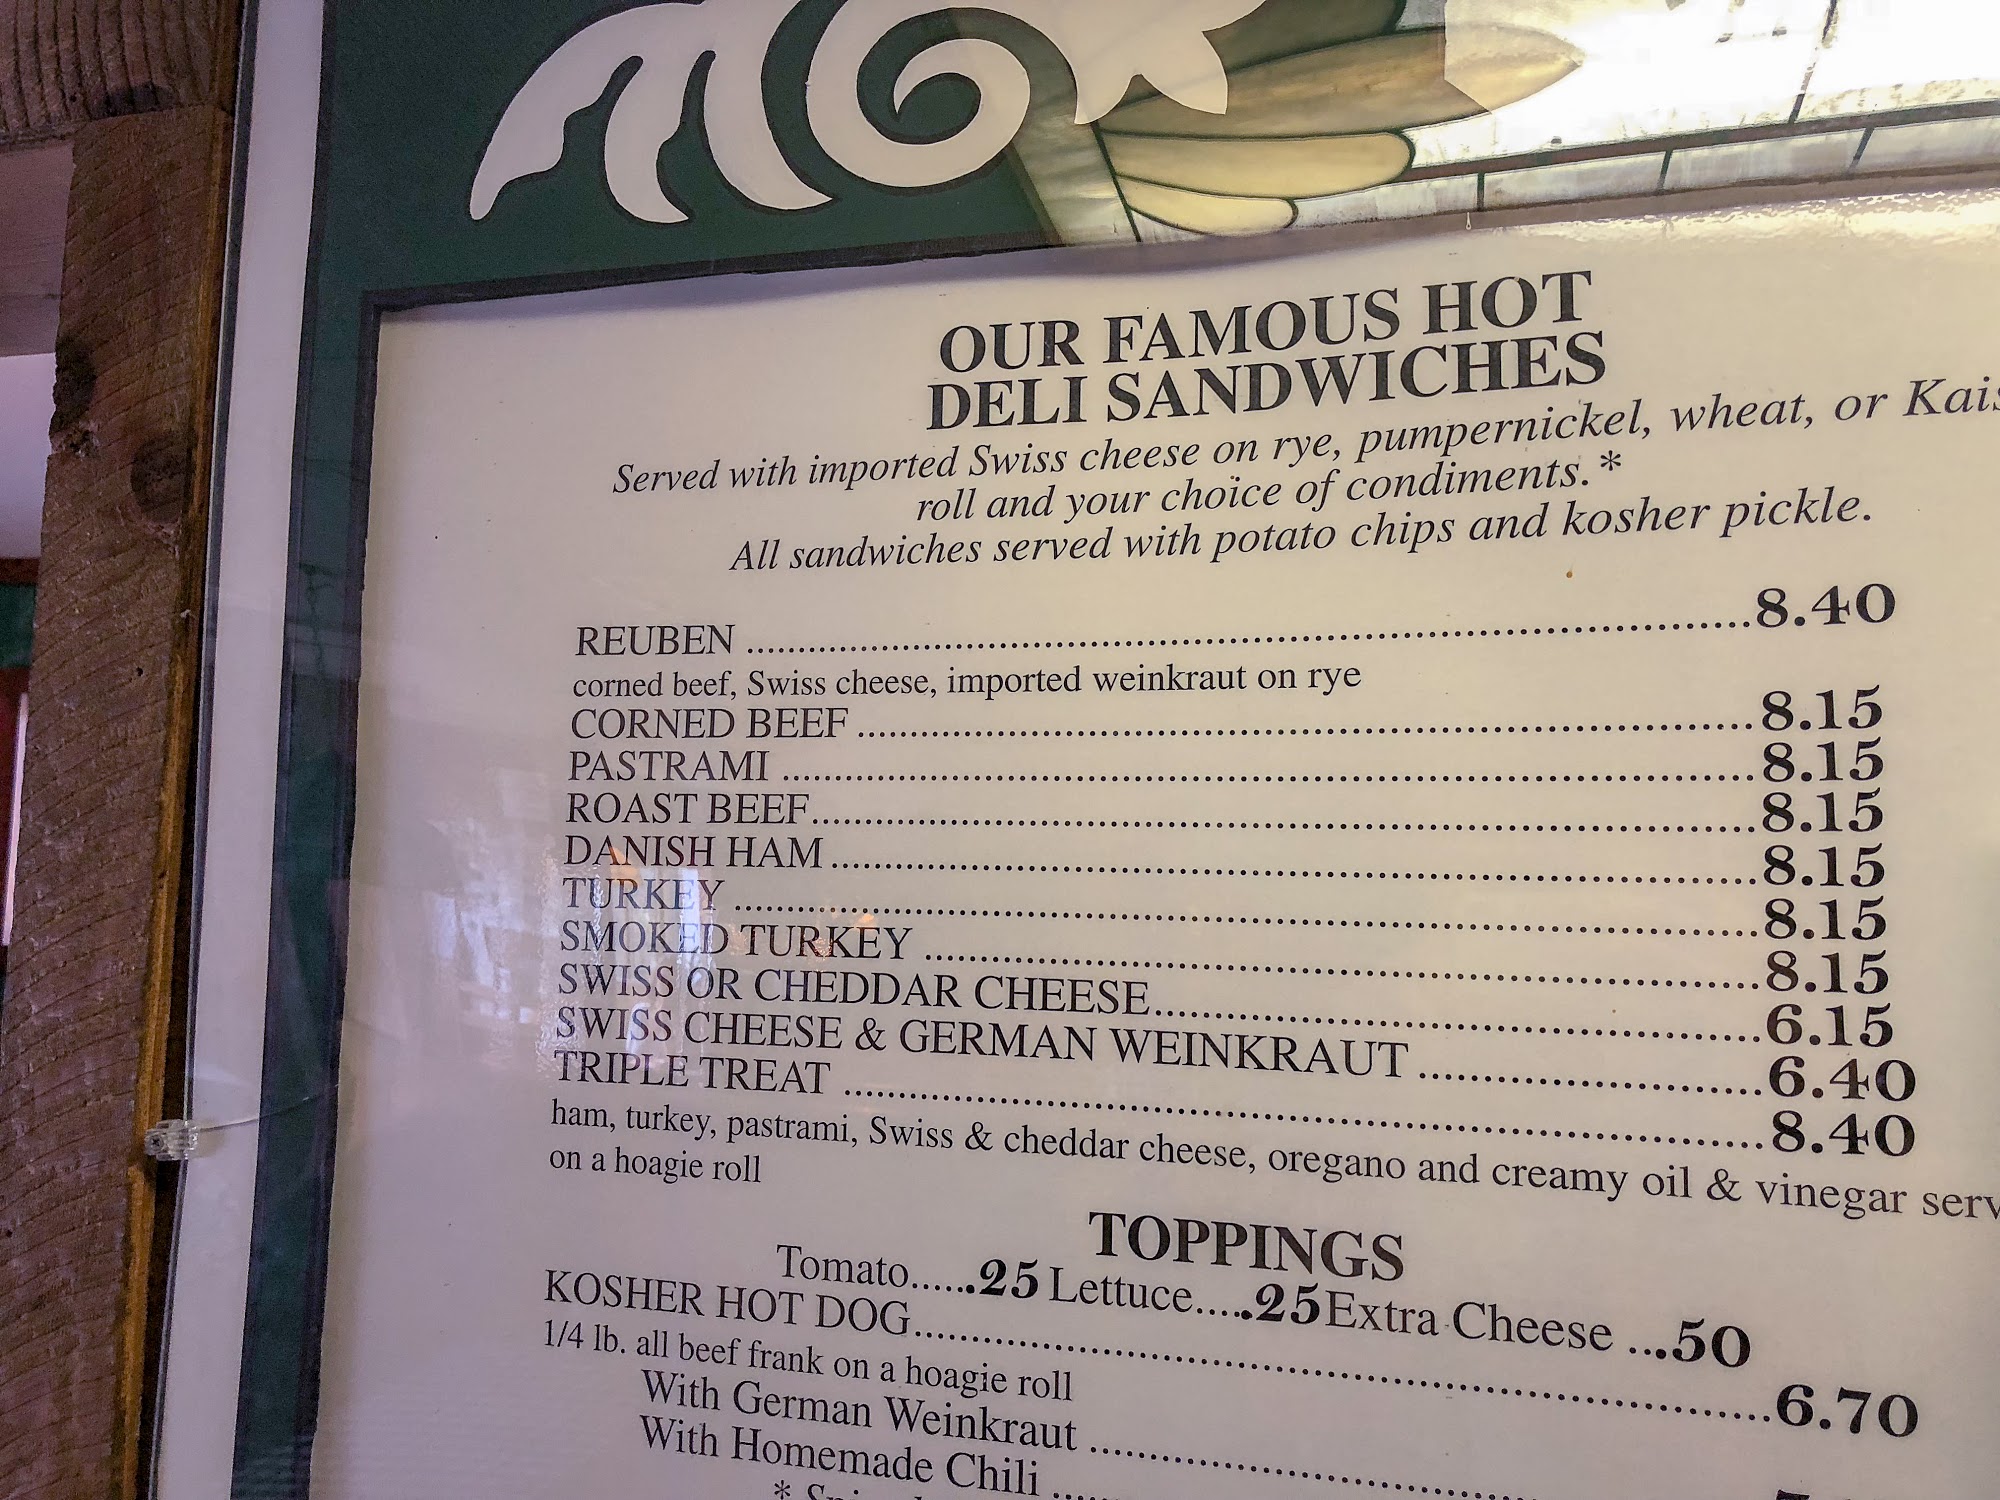 OUR FAMOUS HOT
DELI SANDWICHES
Served with imported Swiss cheese on rye, pumpernickel, wheat, or
roll and your choice of condiments.*
All sandwiches served with potato chips and kosher pickle.
REUBEN ........ 8.40
corned beef, Swiss cheese, imported weinkraut on rye
CORNED BEEF ........ 8.15
PASTRAMI ........ 8.15
ROAST BEEF ........ 8.15
DANISH HAM ........ 8.15
TURKEY ........ 8.15
SMOKED TURKEY ........ 8.15
SWISS OR CHEDDAR CHEESE ........ 6.15
SWISS CHEESE & GERMAN WEINKRAUT ........ 6.40
TRIPLE TREAT ........ 8.40
ham, turkey, pastrami, Swiss & cheddar cheese, oregano and creamy oil & vinegar
on a hoagie roll
TOPPINGS
Tomato......25 Lettuce......25 Extra Cheese ....50
KOSHER HOT DOG ........ 6.70
1/4 lb. all beef frank on a hoagie roll
With German Weinkraut ........
With Homemade Chili ........